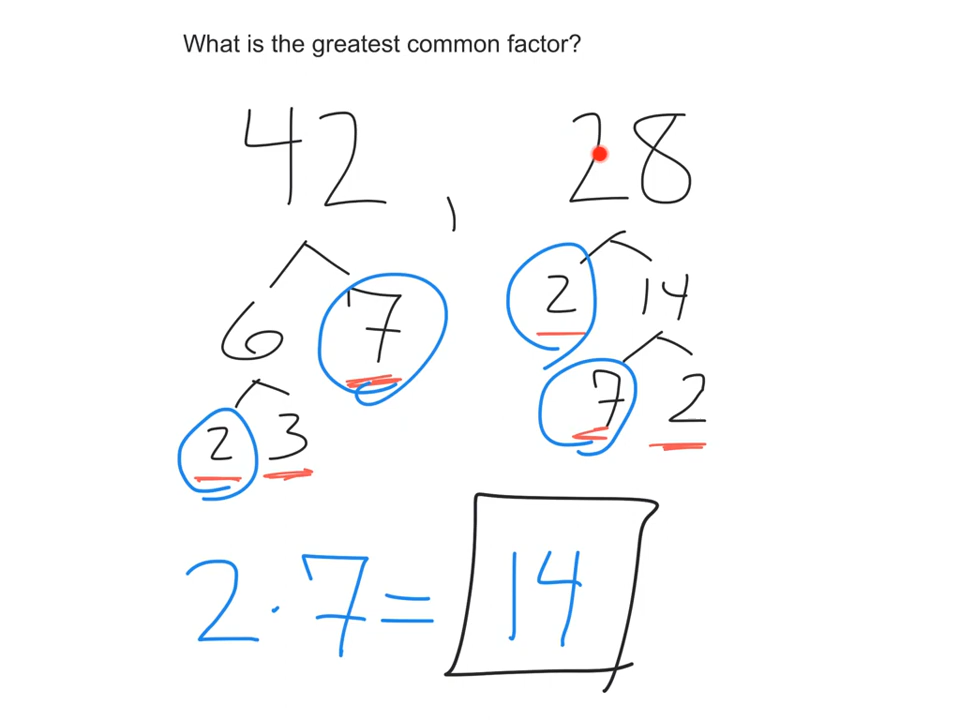 What is the greatest common factor?
42 , 28
6 7 2 14
2 3 7 2
2 · 7 = 14